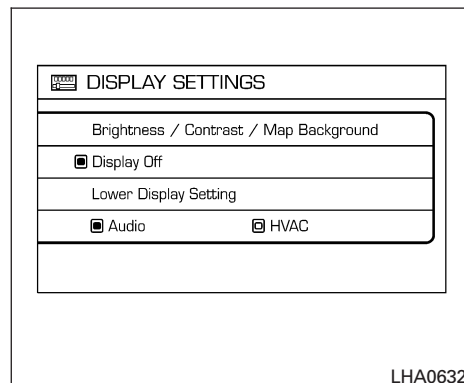 DISPLAY SETTINGS
Brightness / Contrast / Map Background
Display Off
Lower Display Setting
Audio HVAC
LHA0632